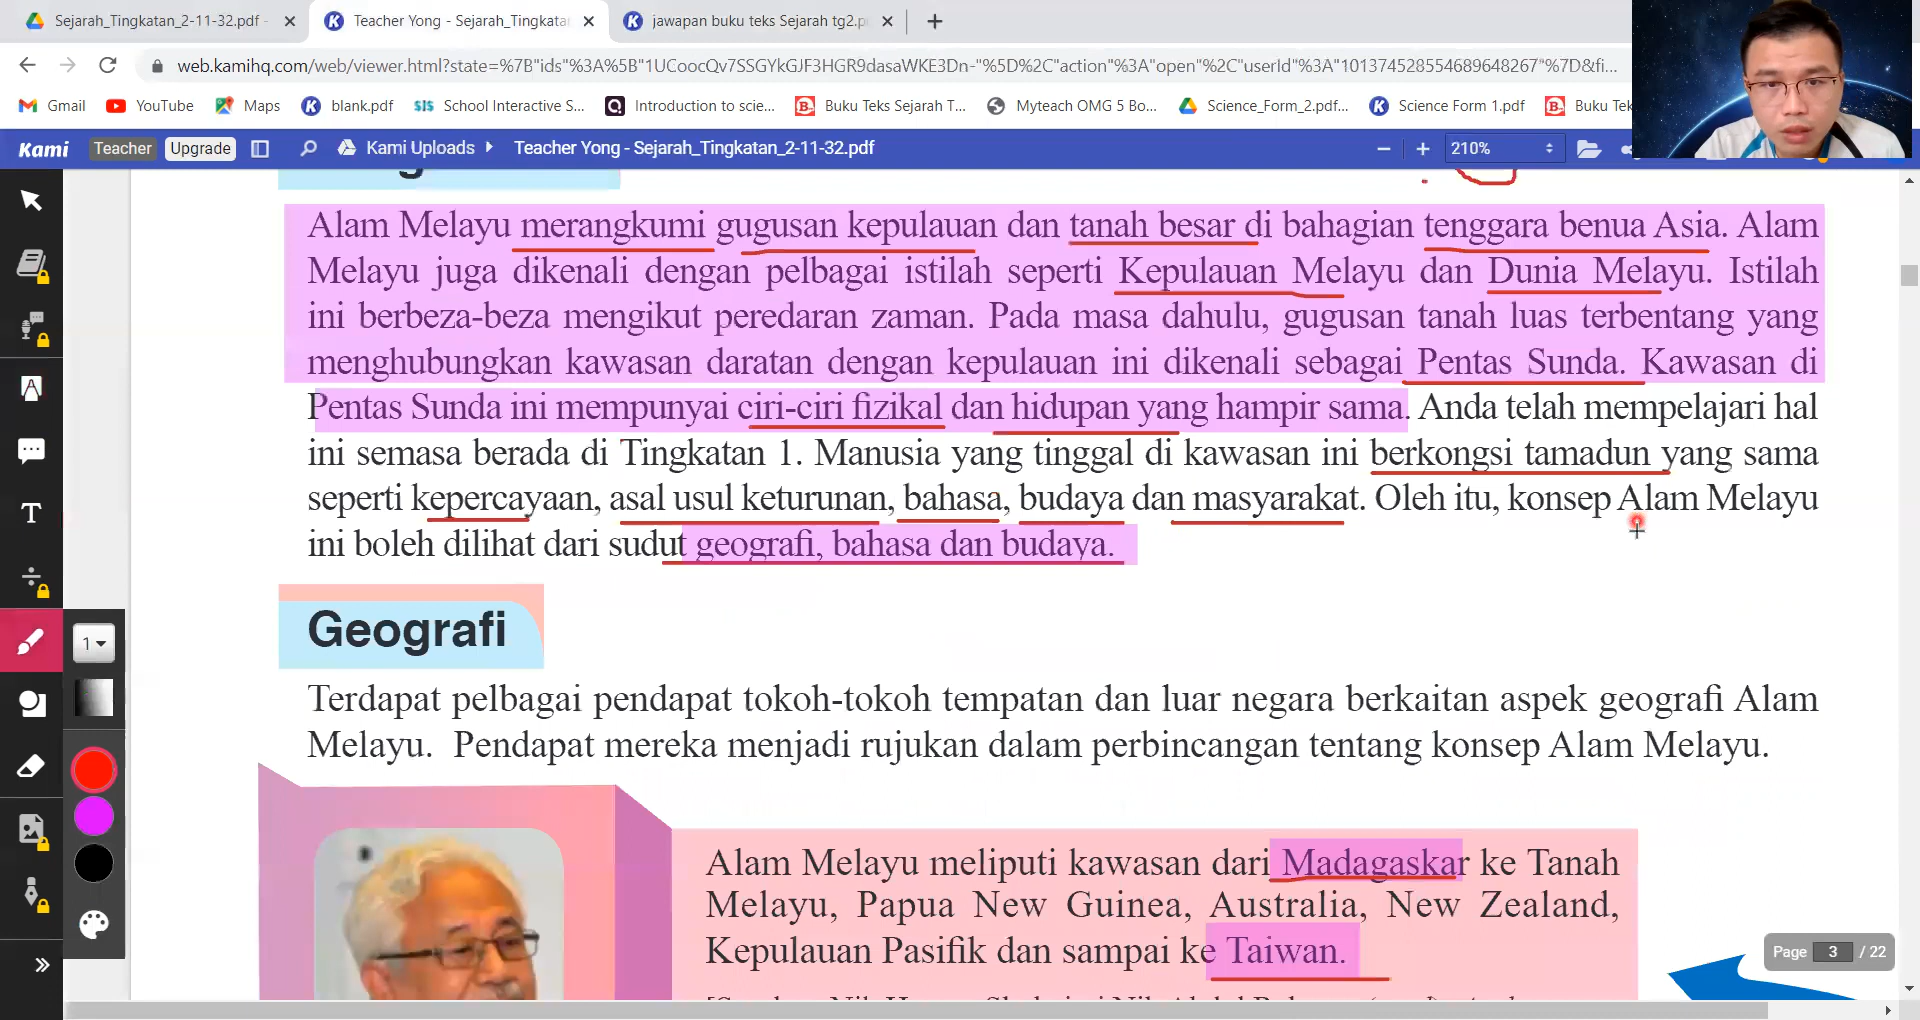 Sejarah_Tingkatan_2-11-32.pdf -
Teacher Yong - Sejarah_Tingkatan
jawapan buku teks Sejarah tg2.p
web.kamihq.com/web/viewer.html?state=%7B"ids"%3A%5B"1UCoocQv7SSGYkGJF3HGR9dasaWKE3Dn-"%5D%2C"action"%3A"open"%2C"userId"%3A"101374528554689648267"%7D&fi...
Gmail YouTube Maps blank.pdf SIS School Interactive S... Introduction to scie... Buku Teks Sejarah T... Myteach OMG 5 Bo... Science_Form_2.pdf... Science Form 1.pdf Buku Te
Kami Teacher Upgrade Kami Uploads Teacher Yong - Sejarah_Tingkatan_2-11-32.pdf 210%
Alam Melayu merangkumi gugusan kepulauan dan tanah besar di bahagian tenggara benua Asia. Alam
Melayu juga dikenali dengan pelbagai istilah seperti Kepulauan Melayu dan Dunia Melayu. Istilah
ini berbeza-beza mengikut peredaran zaman. Pada masa dahulu, gugusan tanah luas terbentang yang
menghubungkan kawasan daratan dengan kepulauan ini dikenali sebagai Pentas Sunda. Kawasan di
Pentas Sunda ini mempunyai ciri-ciri fizikal dan hidupan yang hampir sama. Anda telah mempelajari hal
ini semasa berada di Tingkatan 1. Manusia yang tinggal di kawasan ini berkongsi tamadun yang sama
seperti kepercayaan, asal usul keturunan, bahasa, budaya dan masyarakat. Oleh itu, konsep Alam Melayu
ini boleh dilihat dari sudut geografi, bahasa dan budaya.
1
Geografi
Terdapat pelbagai pendapat tokoh-tokoh tempatan dan luar negara berkaitan aspek geografi Alam
Melayu. Pendapat mereka menjadi rujukan dalam perbincangan tentang konsep Alam Melayu.
Alam Melayu meliputi kawasan dari Madagaskar ke Tanah
Melayu, Papua New Guinea, Australia, New Zealand,
Kepulauan Pasifik dan sampai ke Taiwan.
Page 3 / 22